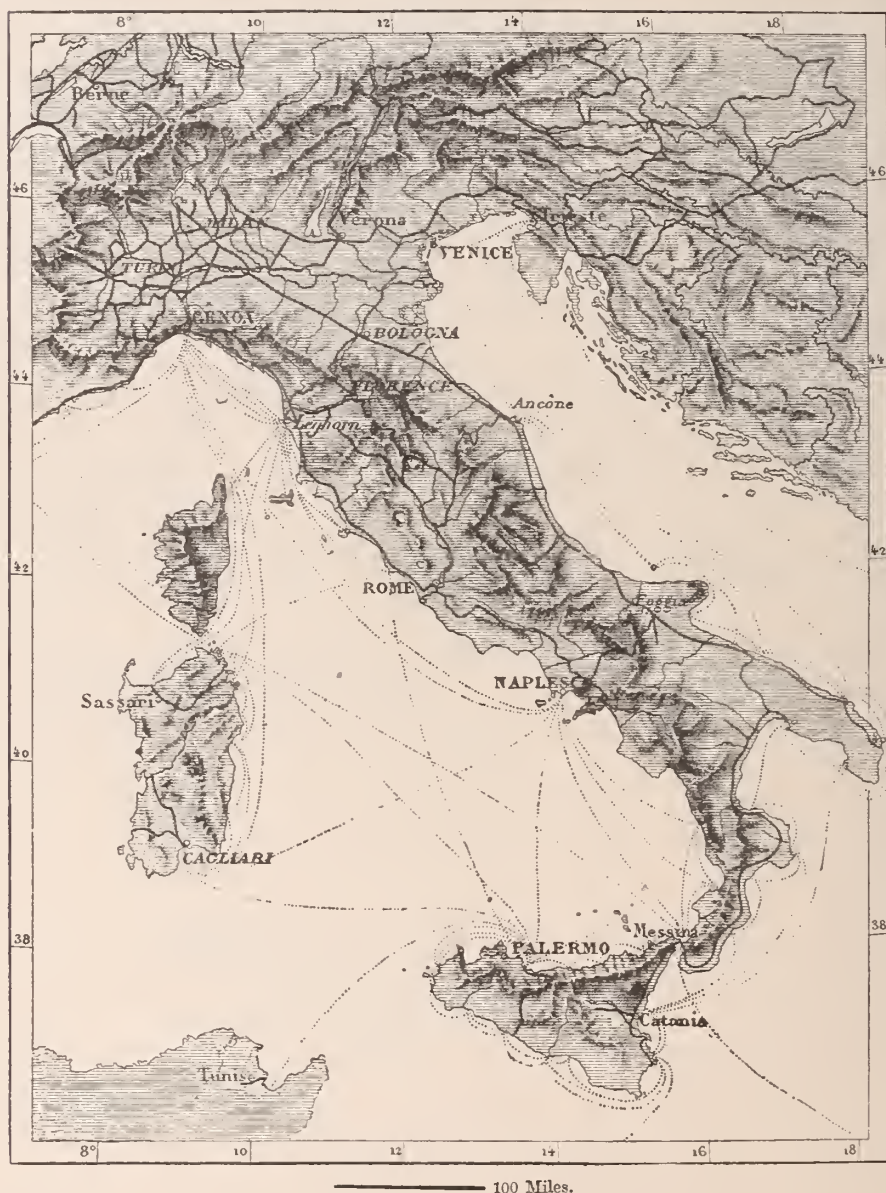 8° 10 12 14 16 18
Berne
46 46
MILAN Verona Trieste
TURIN VENICE
GENOA
BOLOGNA
44 44
FLORENCE
Leghorn Ancône
42 42
ROME
Foggia
NAPLES
Sassari
40 40
CAGLIARI
38 38
Messina
PALERMO
Catania
Tunis
8° 10 12 14 16 18
100 Miles.